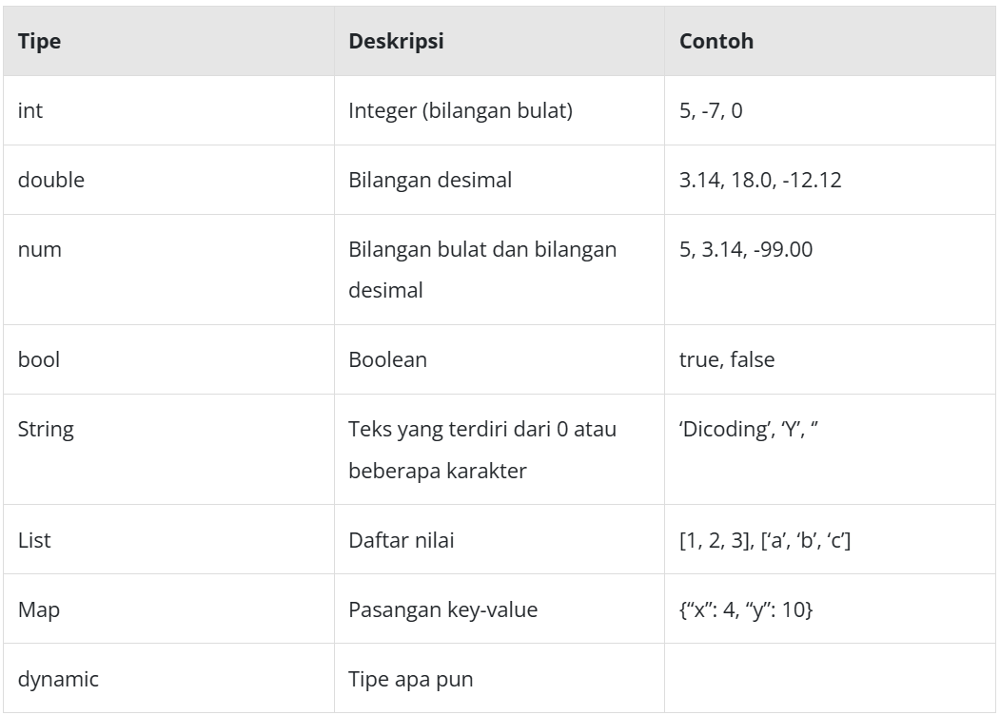 Tipe Deskripsi Contoh
int Integer (bilangan bulat) 5, -7, 0
double Bilangan desimal 3.14, 18.0, -12.12
num Bilangan bulat dan bilangan 5, 3.14, -99.00
desimal
bool Boolean true, false
String Teks yang terdiri dari 0 atau ‘Dicoding’, ‘Y’, ‘’
beberapa karakter
List Daftar nilai [1, 2, 3], [‘a’, ‘b’, ‘c’]
Map Pasangan key-value {“x”: 4, “y”: 10}
dynamic Tipe apa pun